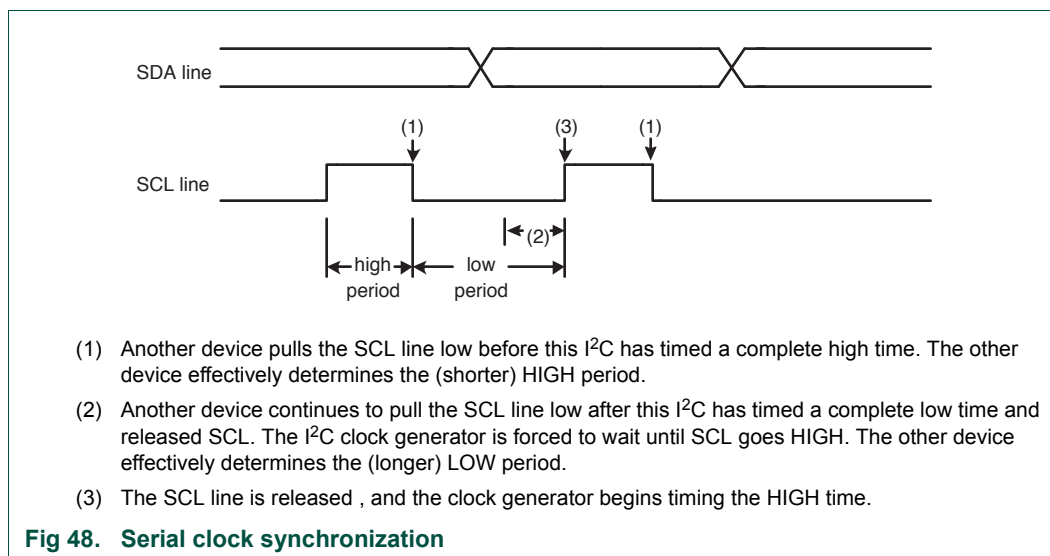 SDA line
(1)
(3)
(1)
SCL line
(2)
high
period
low
period
(1) Another device pulls the SCL line low before this I2C has timed a complete high time. The other
device effectively determines the (shorter) HIGH period.
(2) Another device continues to pull the SCL line low after this I2C has timed a complete low time and
released SCL. The I2C clock generator is forced to wait until SCL goes HIGH. The other device
effectively determines the (longer) LOW period.
(3) The SCL line is released , and the clock generator begins timing the HIGH time.
Fig 48. Serial clock synchronization